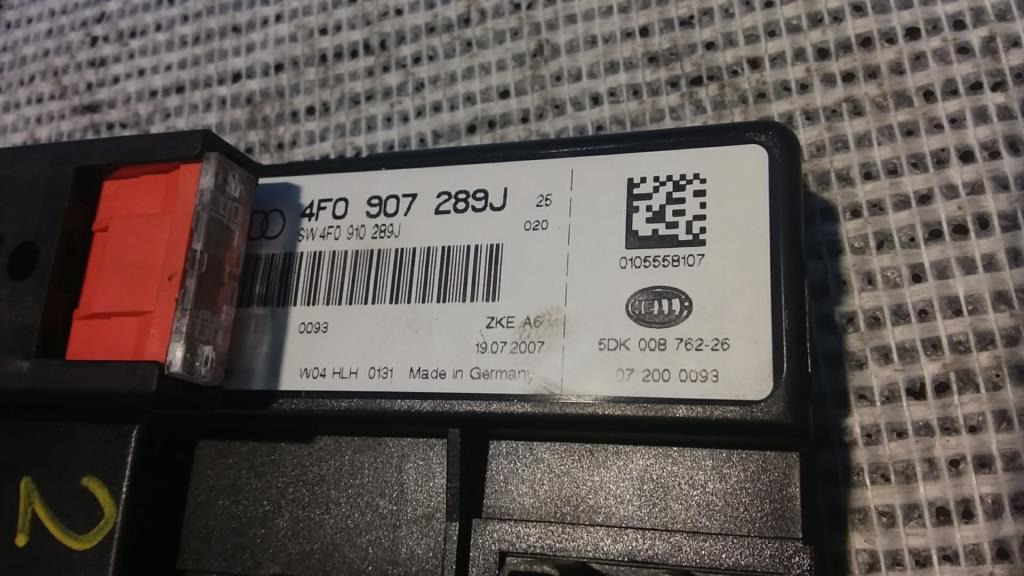 4F0 907 289J 25
SW 4F0 910 289J 020
0093 ZKE A6
19.07.2007
W04 HLH 0131 Made in Germany
0105558107
HELLA
5DK 008 762-26
07 200 0093
2